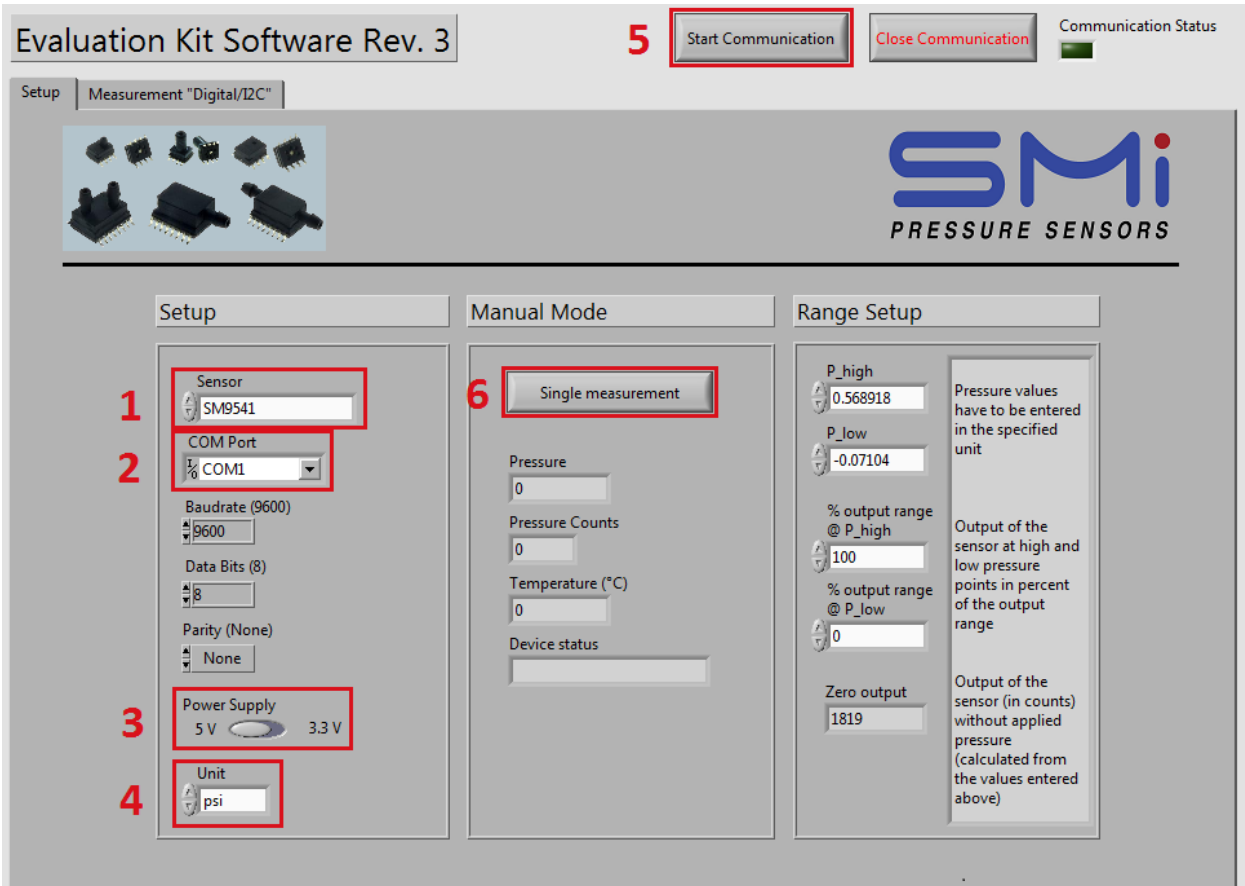 Evaluation Kit Software Rev. 3
5
Start Communication
Close Communication
Communication Status
Setup
Measurement "Digital/I2C"
SMi
PRESSURE SENSORS
Setup
1
Sensor
SM9541
2
COM Port
I/O
COM1
Baudrate (9600)
9600
Data Bits (8)
8
Parity (None)
None
3
Power Supply
5 V
3.3 V
4
Unit
psi
Manual Mode
6
Single measurement
Pressure
0
Pressure Counts
0
Temperature (°C)
0
Device status
Range Setup
P_high
0.568918
P_low
-0.07104
Pressure values
have to be entered
in the specified
unit
% output range
@ P_high
100
% output range
@ P_low
0
Output of the
sensor at high and
low pressure
points in percent
of the output
range
Zero output
1819
Output of the
sensor (in counts)
without applied
pressure
(calculated from
the values entered
above)